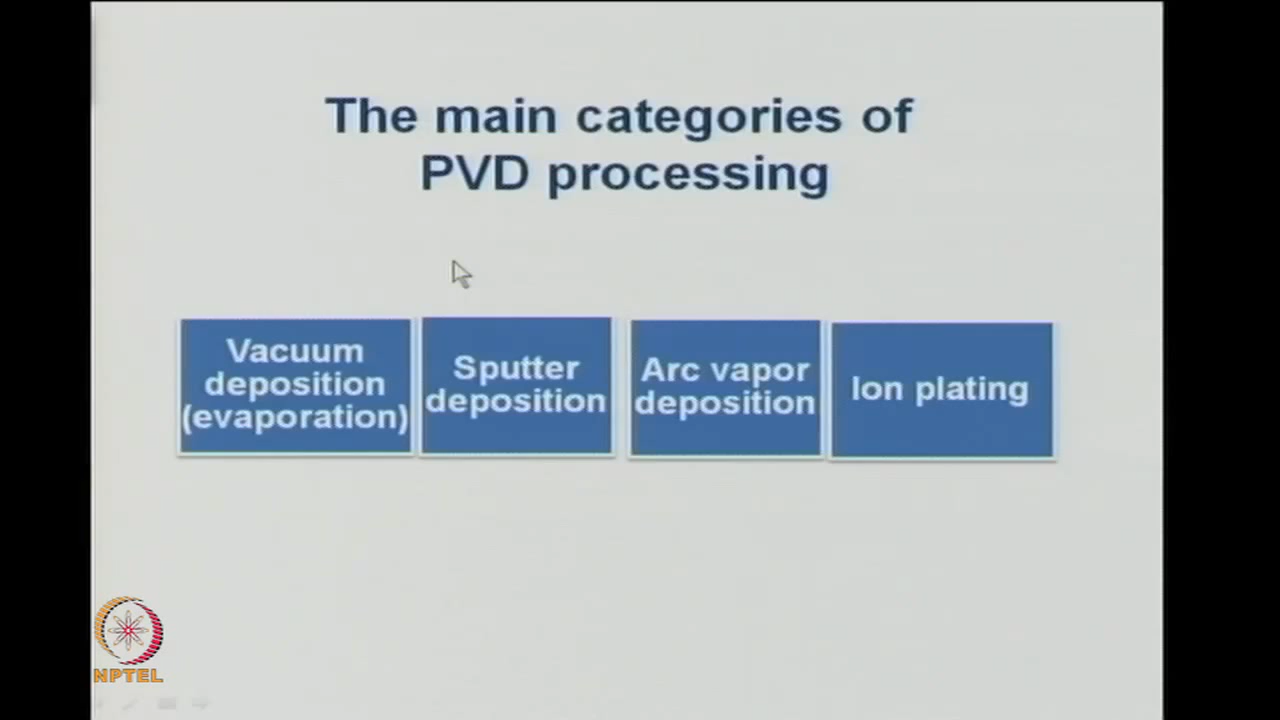 The main categories of
PVD processing
Vacuum
deposition
(evaporation)
Sputter
deposition
Arc vapor
deposition
Ion plating
NPTEL